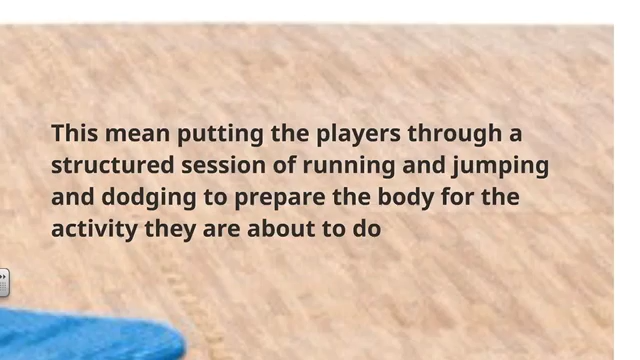 This mean putting the players through a
structured session of running and jumping
and dodging to prepare the body for the
activity they are about to do